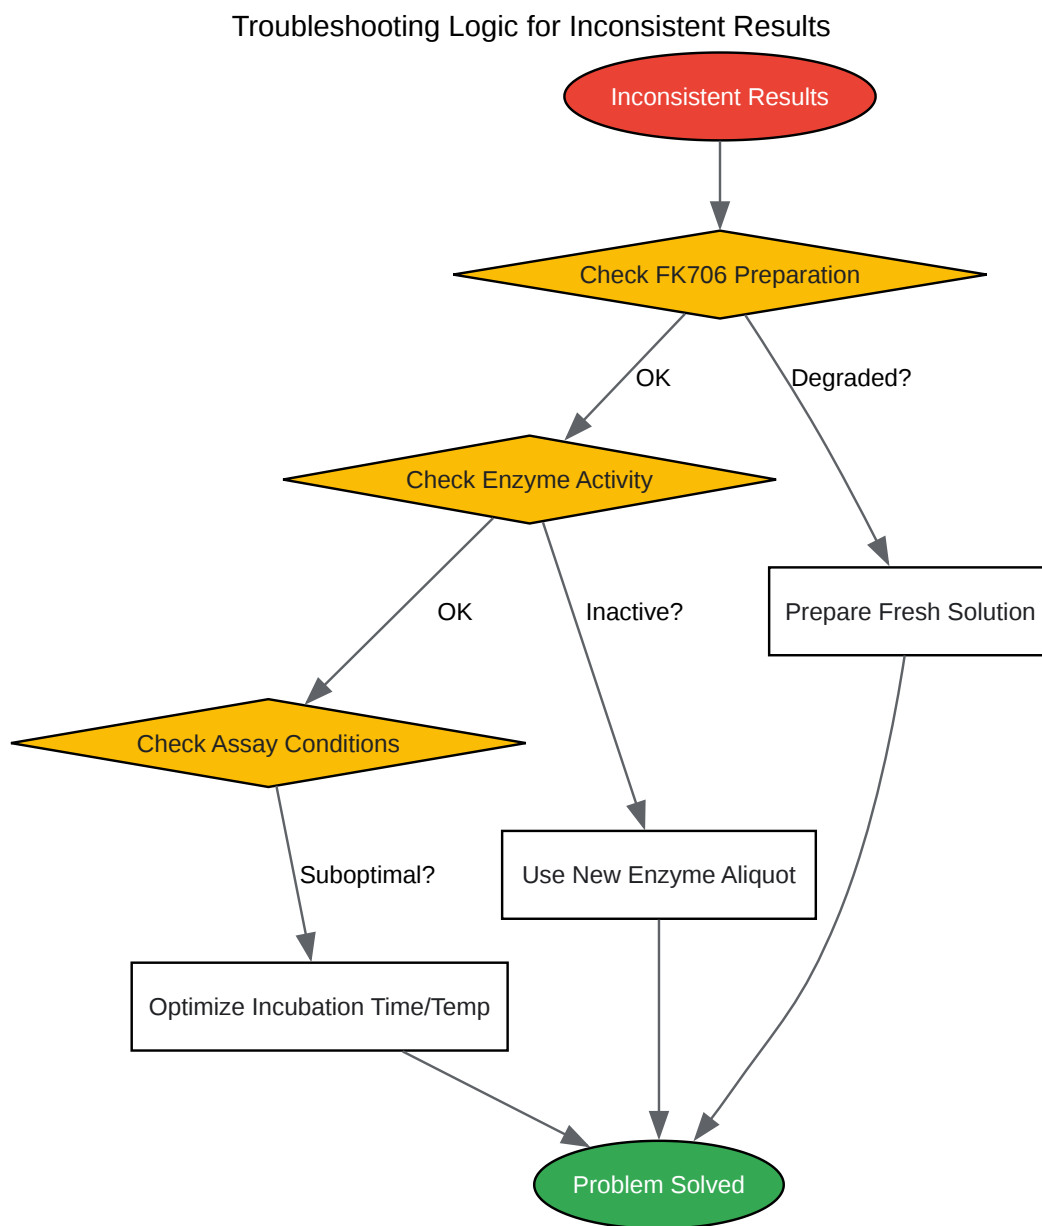 Troubleshooting Logic for Inconsistent Results
Inconsistent Results
Check FK706 Preparation
OK
Degraded?
Check Enzyme Activity
OK
Inactive?
Prepare Fresh Solution
Check Assay Conditions
Suboptimal?
Use New Enzyme Aliquot
Optimize Incubation Time/Temp
Problem Solved